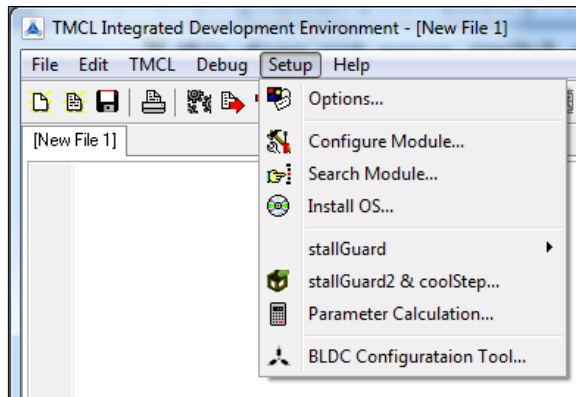 TMCL Integrated Development Environment - [New File 1]
File Edit TMCL Debug Setup Help
[New File 1]
Options...
Configure Module...
Search Module...
Install OS...
stallGuard
stallGuard2 & coolStep...
Parameter Calculation...
BLDC Configurataion Tool...